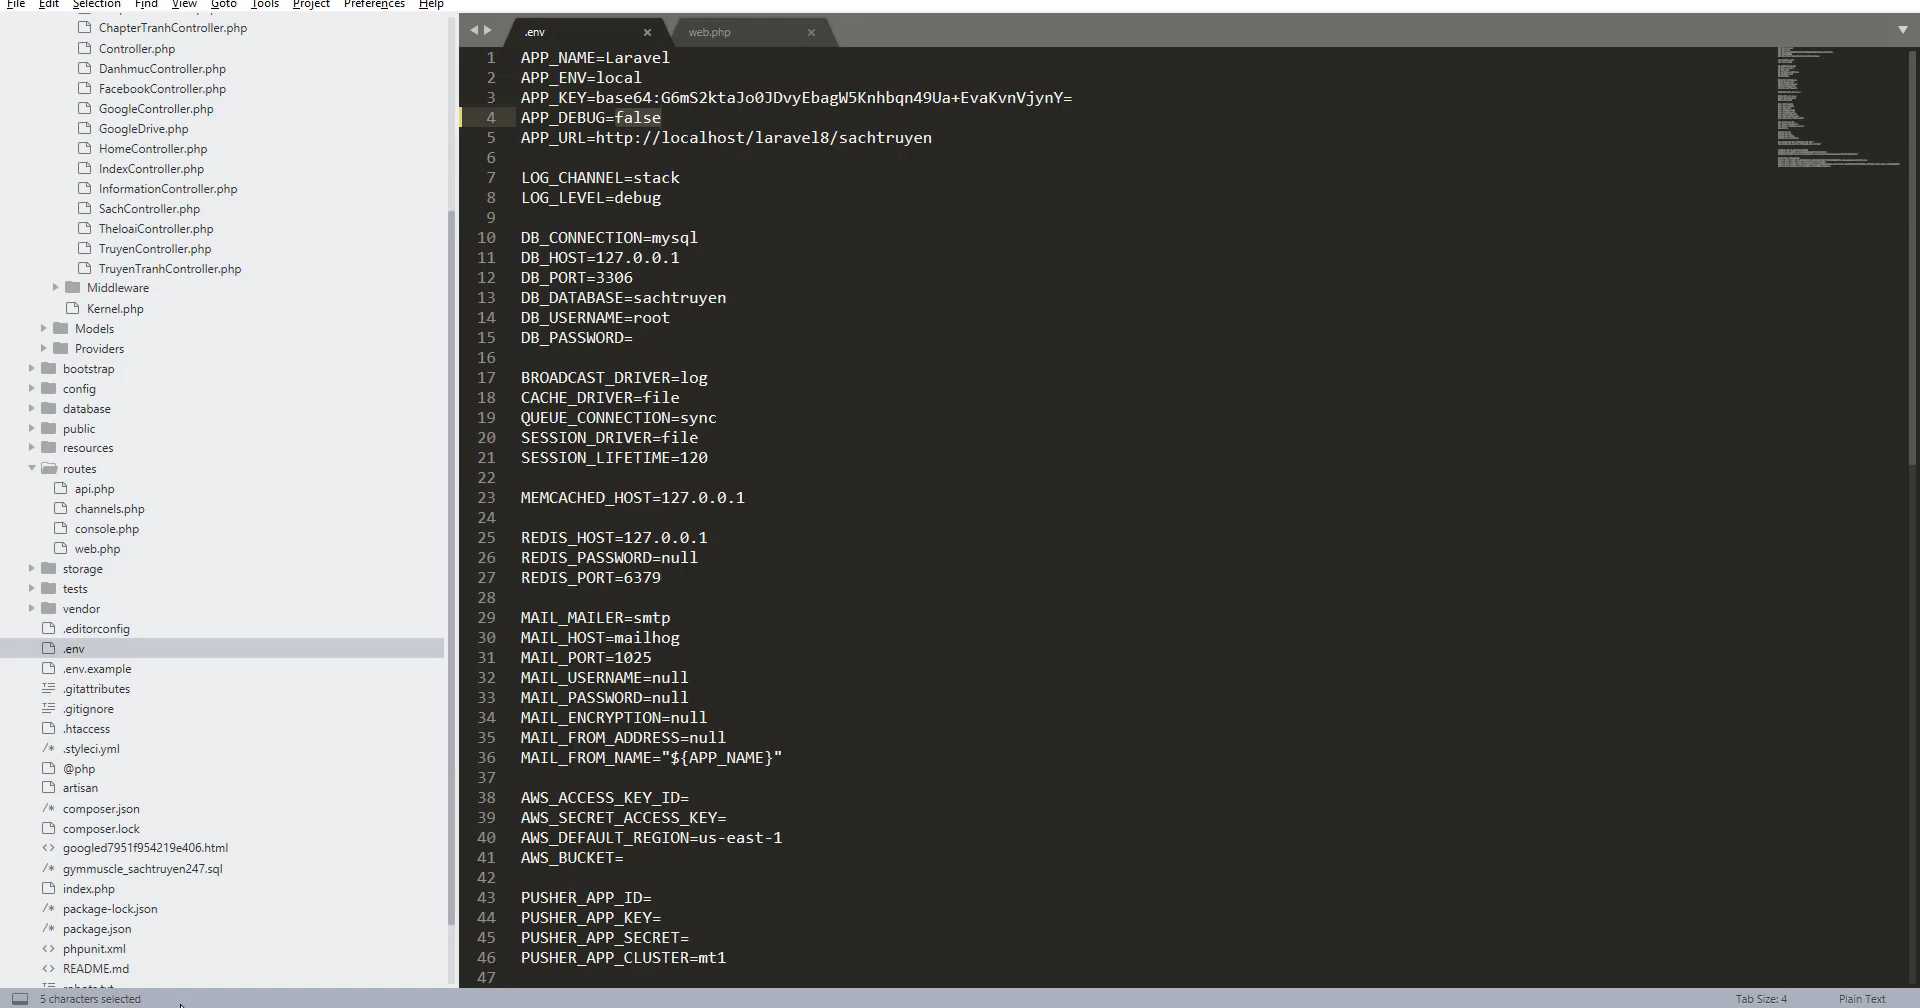 File Edit Selection Find View Goto Tools Project Preferences Help
ChapterTranhController.php
Controller.php
DanhmucController.php
FacebookController.php
GoogleController.php
GoogleDrive.php
HomeController.php
IndexController.php
InformationController.php
SachController.php
TheloaiController.php
TruyenController.php
TruyenTranhController.php
Middleware
Kernel.php
Models
Providers
bootstrap
config
database
public
resources
routes
api.php
channels.php
console.php
web.php
storage
tests
vendor
.editorconfig
.env
.env.example
.gitattributes
.gitignore
.htaccess
.styleci.yml
@php
artisan
composer.json
composer.lock
googled7951f954219e406.html
gymmuscle_sachtruyen247.sql
index.php
package-lock.json
package.json
phpunit.xml
README.md
.env web.php
1 APP_NAME=Laravel
2 APP_ENV=local
3 APP_KEY=base64:G6mS2ktaJo0JDvyEbagW5Knhbqn49Ua+EvaKvnVjynY=
4 APP_DEBUG=false
5 APP_URL=http://localhost/laravel8/sachtruyen
6
7 LOG_CHANNEL=stack
8 LOG_LEVEL=debug
9
10 DB_CONNECTION=mysql
11 DB_HOST=127.0.0.1
12 DB_PORT=3306
13 DB_DATABASE=sachtruyen
14 DB_USERNAME=root
15 DB_PASSWORD=
16
17 BROADCAST_DRIVER=log
18 CACHE_DRIVER=file
19 QUEUE_CONNECTION=sync
20 SESSION_DRIVER=file
21 SESSION_LIFETIME=120
22
23 MEMCACHED_HOST=127.0.0.1
24
25 REDIS_HOST=127.0.0.1
26 REDIS_PASSWORD=null
27 REDIS_PORT=6379
28
29 MAIL_MAILER=smtp
30 MAIL_HOST=mailhog
31 MAIL_PORT=1025
32 MAIL_USERNAME=null
33 MAIL_PASSWORD=null
34 MAIL_ENCRYPTION=null
35 MAIL_FROM_ADDRESS=null
36 MAIL_FROM_NAME="${APP_NAME}"
37
38 AWS_ACCESS_KEY_ID=
39 AWS_SECRET_ACCESS_KEY=
40 AWS_DEFAULT_REGION=us-east-1
41 AWS_BUCKET=
42
43 PUSHER_APP_ID=
44 PUSHER_APP_KEY=
45 PUSHER_APP_SECRET=
46 PUSHER_APP_CLUSTER=mt1
47
5 characters selected Tab Size: 4 Plain Text